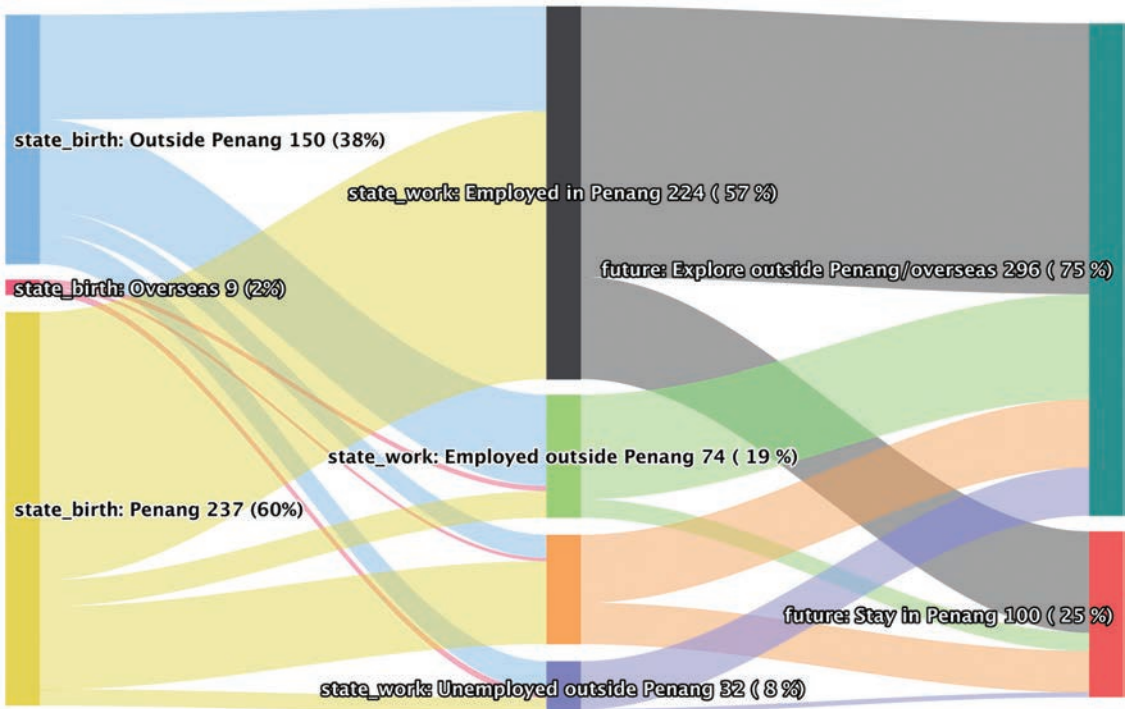 state_birth: Outside Penang 150 (38%)
state_work: Employed in Penang 224 ( 57 %)
future: Explore outside Penang/overseas 296 ( 75 %)
state_birth: Overseas 9 (2%)
state_work: Employed outside Penang 74 ( 19 %)
state_birth: Penang 237 (60%)
future: Stay in Penang 100 ( 25 %)
state_work: Unemployed outside Penang 32 ( 8 %)